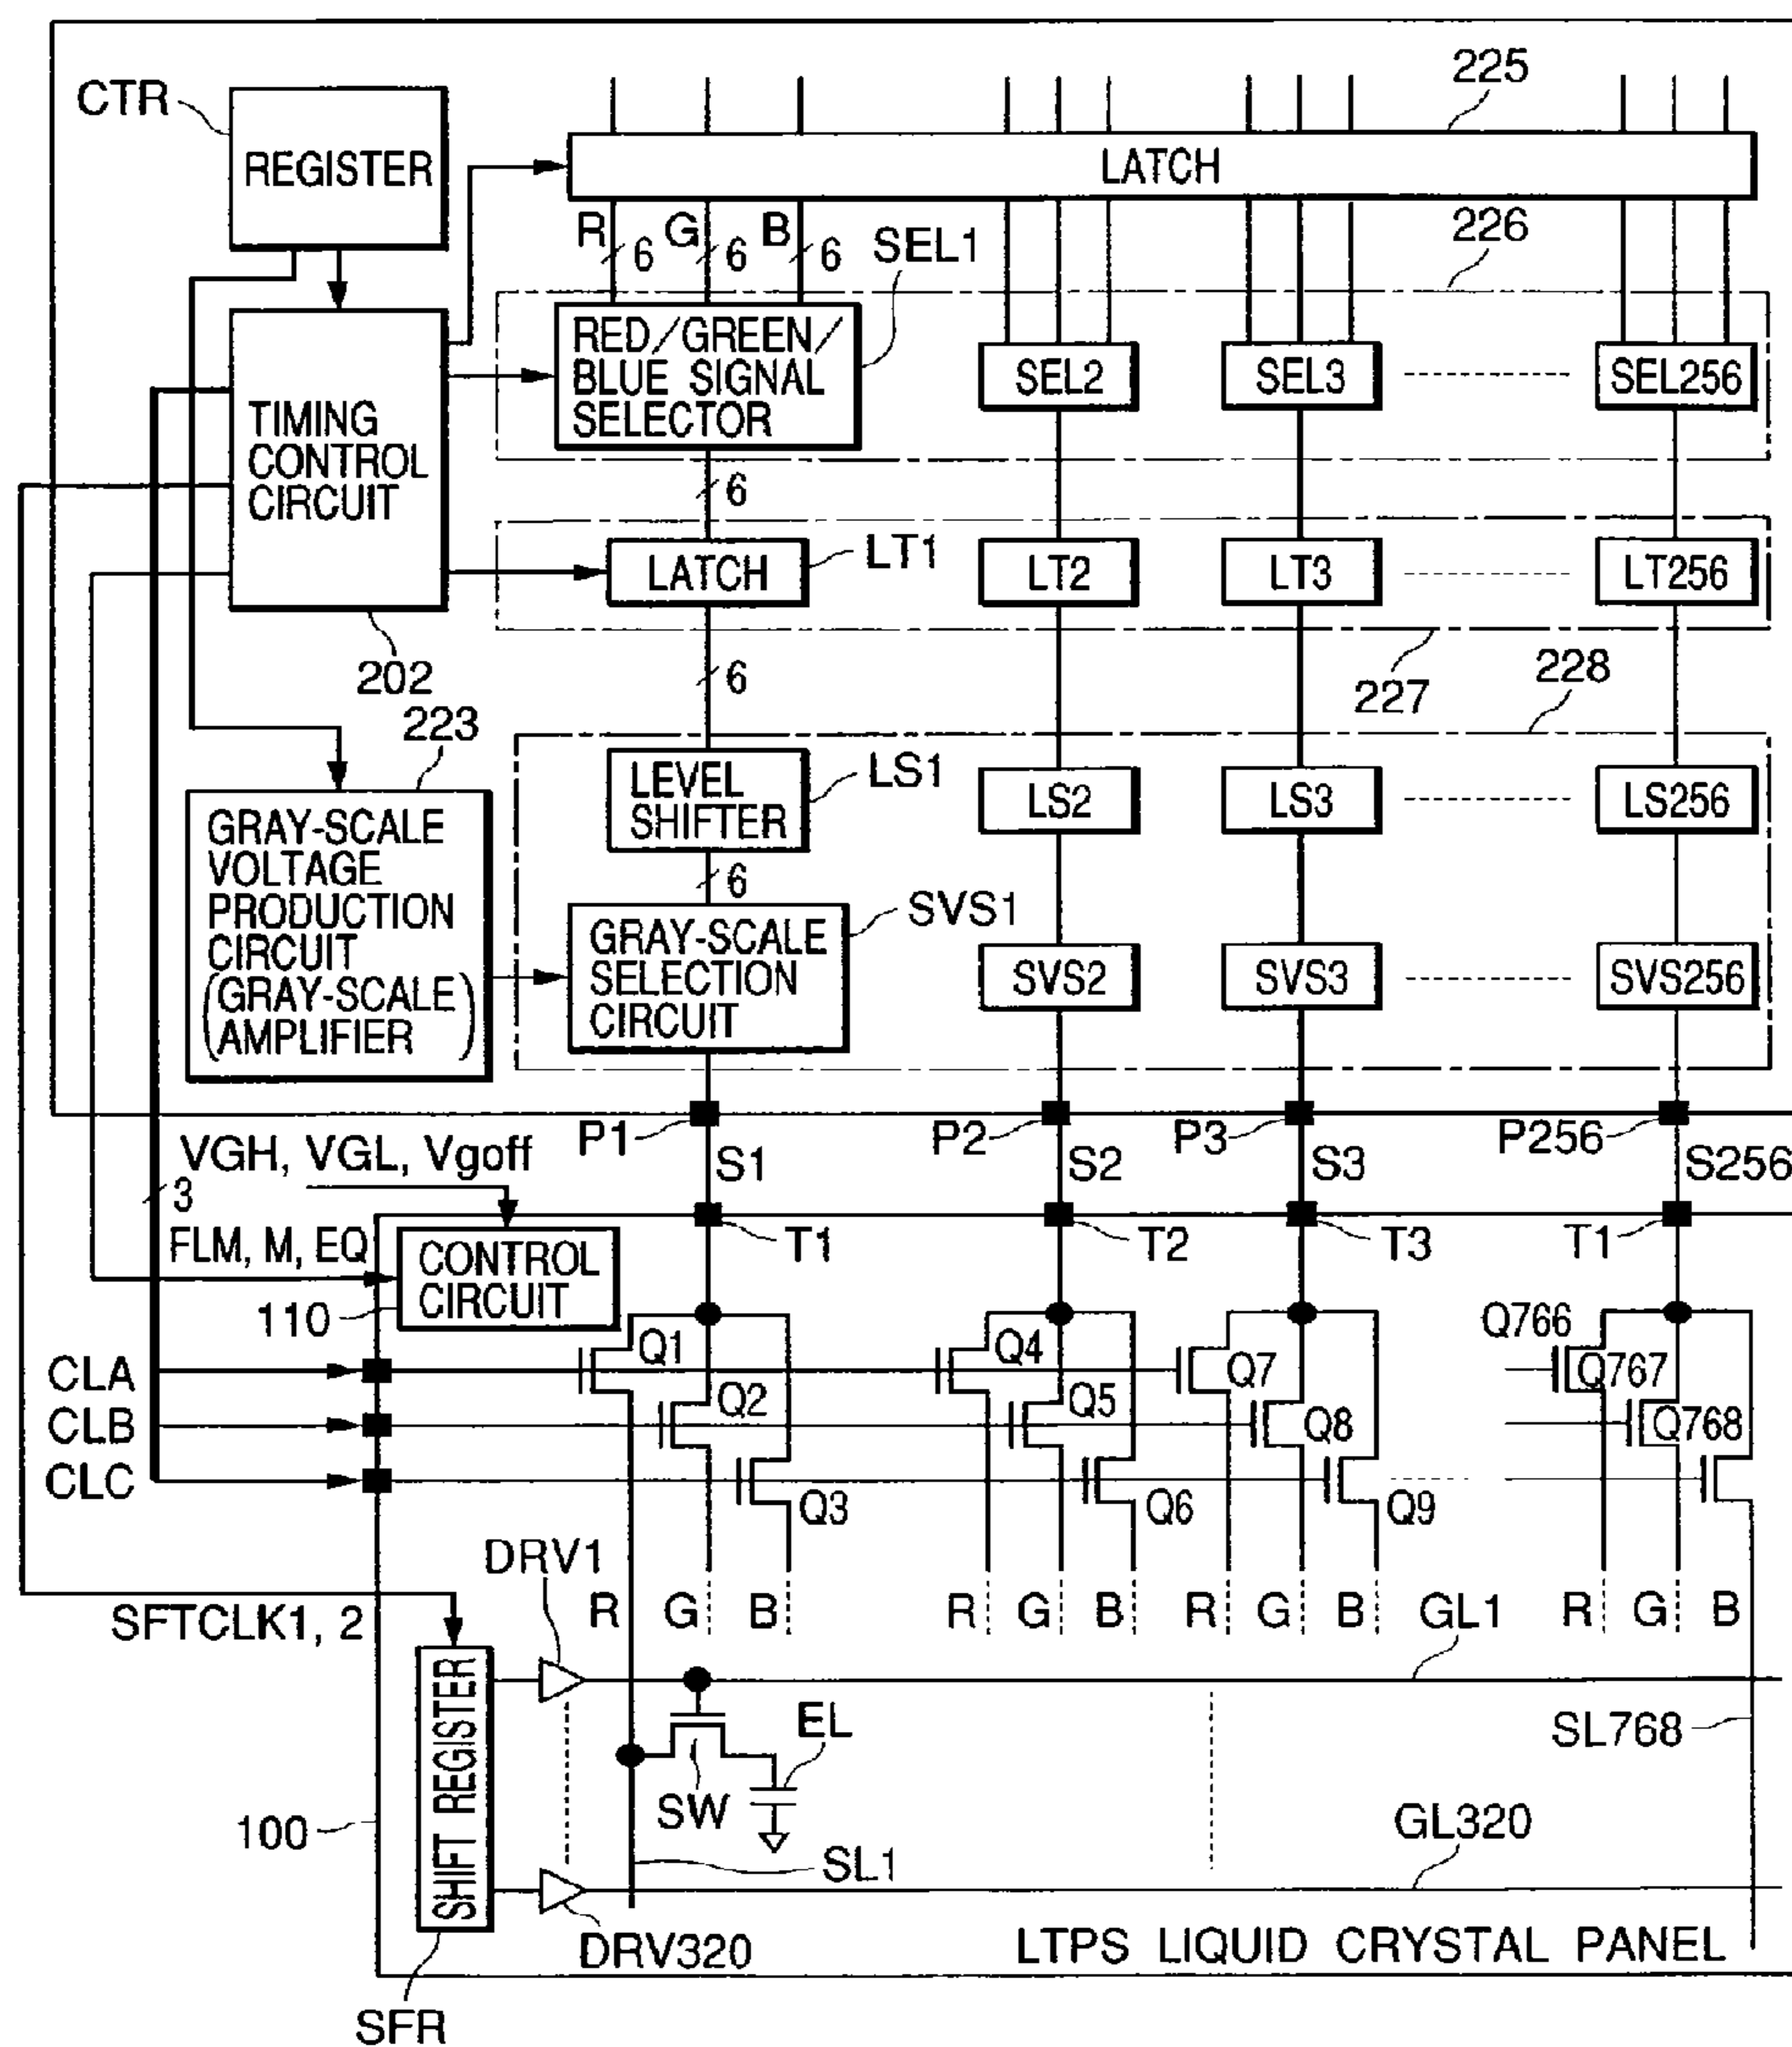 225
CTR
REGISTER
LATCH
R
G
B
6
6
6
SEL1
226
RED/GREEN/
BLUE SIGNAL
SELECTOR
SEL2
SEL3
SEL256
TIMING
CONTROL
CIRCUIT
6
LATCH
LT1
LT2
LT3
LT256
202
6
227
228
223
LEVEL
SHIFTER
LS1
LS2
LS3
LS256
GRAY-SCALE
VOLTAGE
PRODUCTION
CIRCUIT
(GRAY-SCALE
AMPLIFIER)
6
SVS1
GRAY-SCALE
SELECTION
CIRCUIT
SVS2
SVS3
SVS256
P1
P2
P3
P256
VGH, VGL, Vgoff
S1
S2
S3
S256
3
FLM, M, EQ
CONTROL
CIRCUIT
T1
T2
T3
T1
110
Q766
CLA
Q1
Q4
Q7
Q767
CLB
Q2
Q5
Q8
Q768
CLC
Q3
Q6
Q9
DRV1
SFTCLK1, 2
R
G
B
R
G
B
R
G
B
GL1
R
G
B
SHIFT REGISTER
EL
SW
SL768
100
SL1
GL320
DRV320
LTPS LIQUID CRYSTAL PANEL
SFR